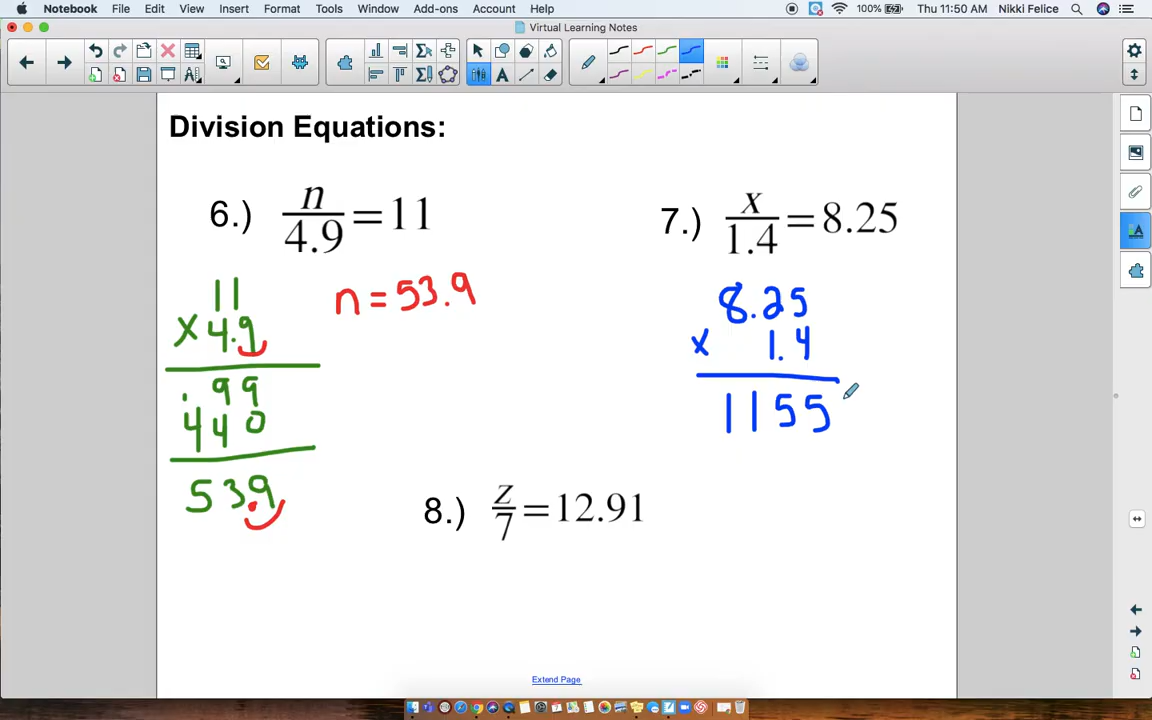 Notebook File Edit View Insert Format Tools Window Add-ons Account Help 100% Thu 11:50 AM Nikki Felice
Virtual Learning Notes
Division Equations:
6.) n/4.9 = 11
11
x 4.9
99
440
539
n = 53.9
7.) x/1.4 = 8.25
8.25
x 1.4
1155
8.) z/7 = 12.91
Extend Page